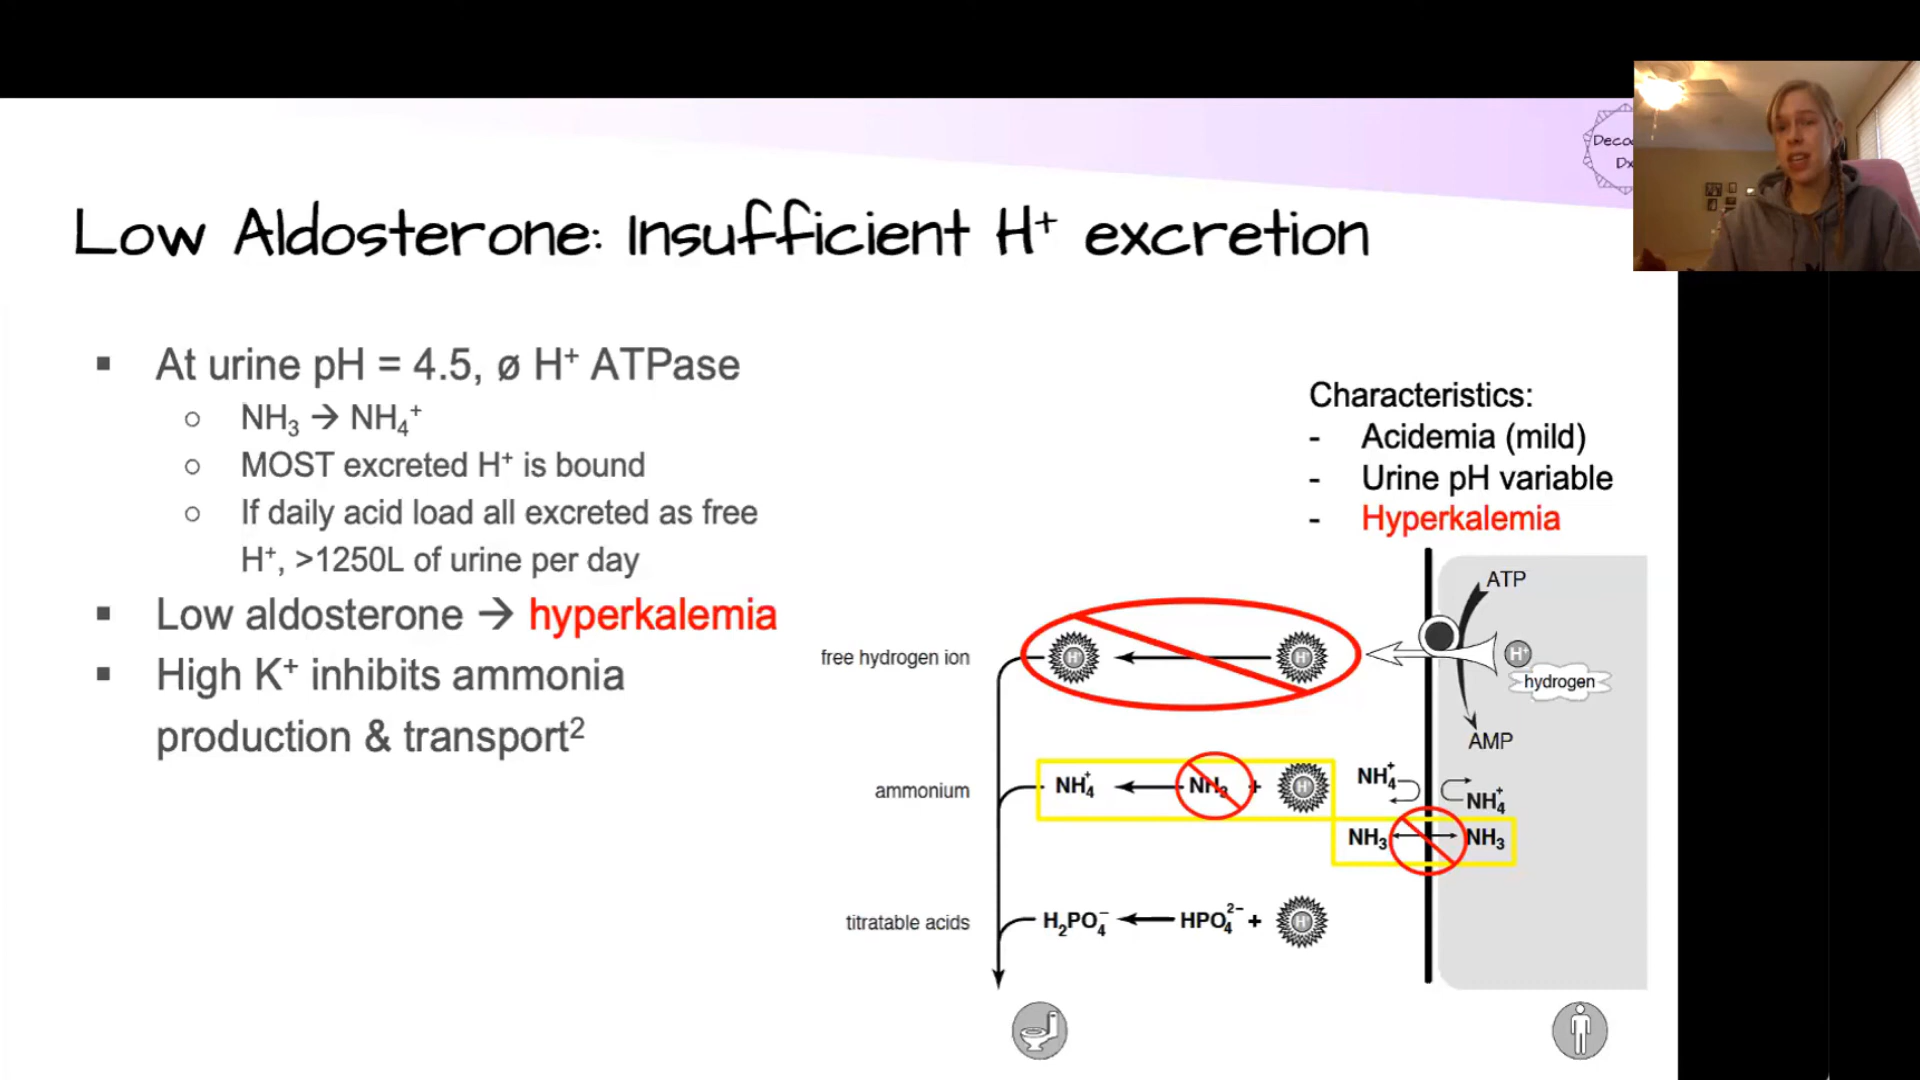 Decod
Dx
Low Aldosterone: Insufficient H⁺ excretion
▪ At urine pH = 4.5, ø H⁺ ATPase
○ NH₃ → NH₄⁺
○ MOST excreted H⁺ is bound
○ If daily acid load all excreted as free
H⁺, >1250L of urine per day
▪ Low aldosterone → hyperkalemia
▪ High K⁺ inhibits ammonia
production & transport²
Characteristics:
- Acidemia (mild)
- Urine pH variable
- Hyperkalemia
ATP
free hydrogen ion
H⁺
H⁺
H⁺
hydrogen
AMP
ammonium
NH₄⁺ ← NH₃ + H⁺
NH₄⁺
NH₄⁺
NH₃ ↔ NH₃
titratable acids
H₂PO₄⁻ ← HPO₄²⁻ + H⁺